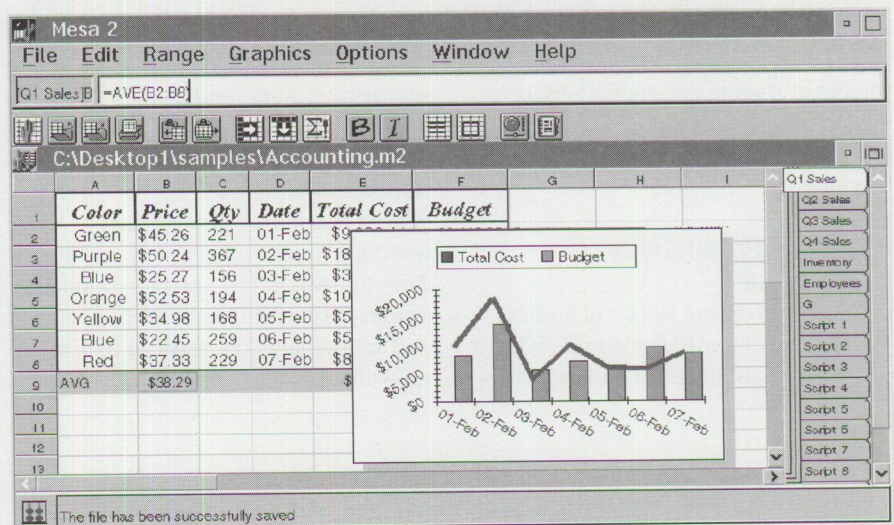 Mesa 2
File Edit Range Graphics Options Window Help
[Q1 Sales]B =AVE(B2:B8)
B I
C:\Desktop1\samples\Accounting.m2
A B C D E F G H I
1 Color Price Qty Date Total Cost Budget
2 Green $45.26 221 01-Feb
3 Purple $50.24 367 02-Feb $18
4 Blue $25.27 156 03-Feb $3
5 Orange $52.53 194 04-Feb $10
6 Yellow $34.98 168 05-Feb $5
7 Blue $22.45 259 06-Feb $5
8 Red $37.33 229 07-Feb $8
9 AVG $38.29 $
10
11
12
13
Total Cost Budget
$20,000
$15,000
$10,000
$5,000
$0
01-Feb 02-Feb 03-Feb 04-Feb 05-Feb 06-Feb 07-Feb
Q1 Sales
Q2 Sales
Q3 Sales
Q4 Sales
Inventory
Employees
G
Script 1
Script 2
Script 3
Script 4
Script 5
Script 6
Script 7
Script 8
The file has been successfully saved